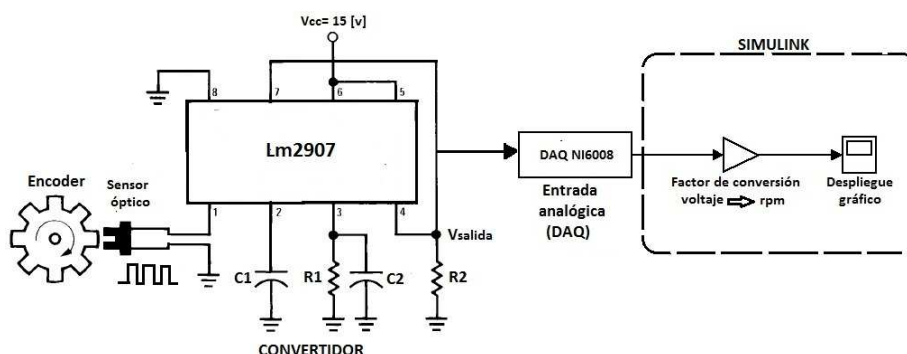 Vcc= 15 [v]
SIMULINK
8
7
6
5
Lm2907
DAQ NI6008
Encoder
Sensor
óptico
Entrada
analógica
(DAQ)
Factor de conversión
voltaje rpm
Despliegue
gráfico
1
2
3
4
Vsalida
C1
R1
C2
R2
CONVERTIDOR